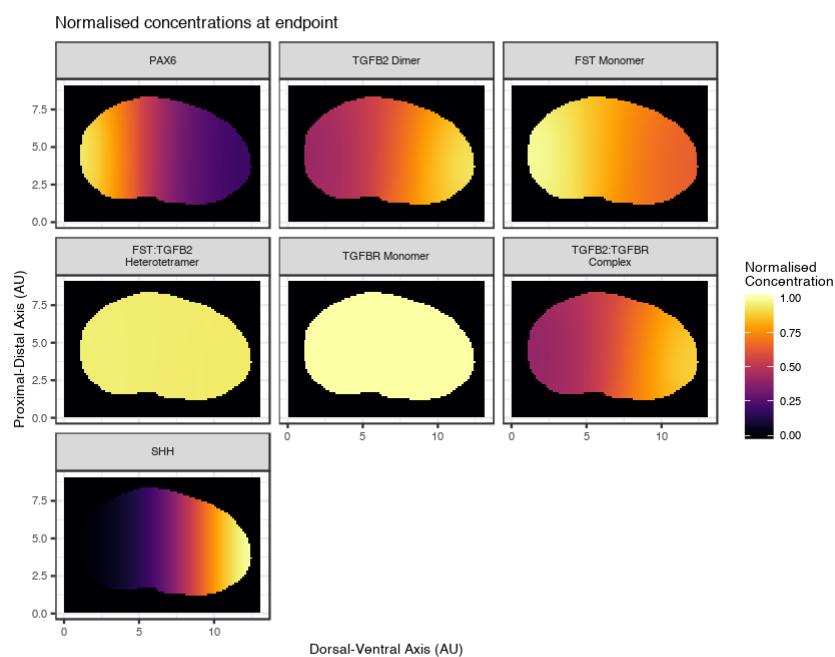 Normalised concentrations at endpoint
PAX6
TGFB2 Dimer
FST Monomer
7.5
5.0
2.5
0.0
FST:TGFB2
Heterotetramer
TGFBR Monomer
TGFB2:TGFBR
Complex
7.5
5.0
2.5
0.0
0 5 10
0 5 10
SHH
7.5
5.0
2.5
0.0
0 5 10
Proximal-Distal Axis (AU)
Dorsal-Ventral Axis (AU)
Normalised
Concentration
1.00
0.75
0.50
0.25
0.00